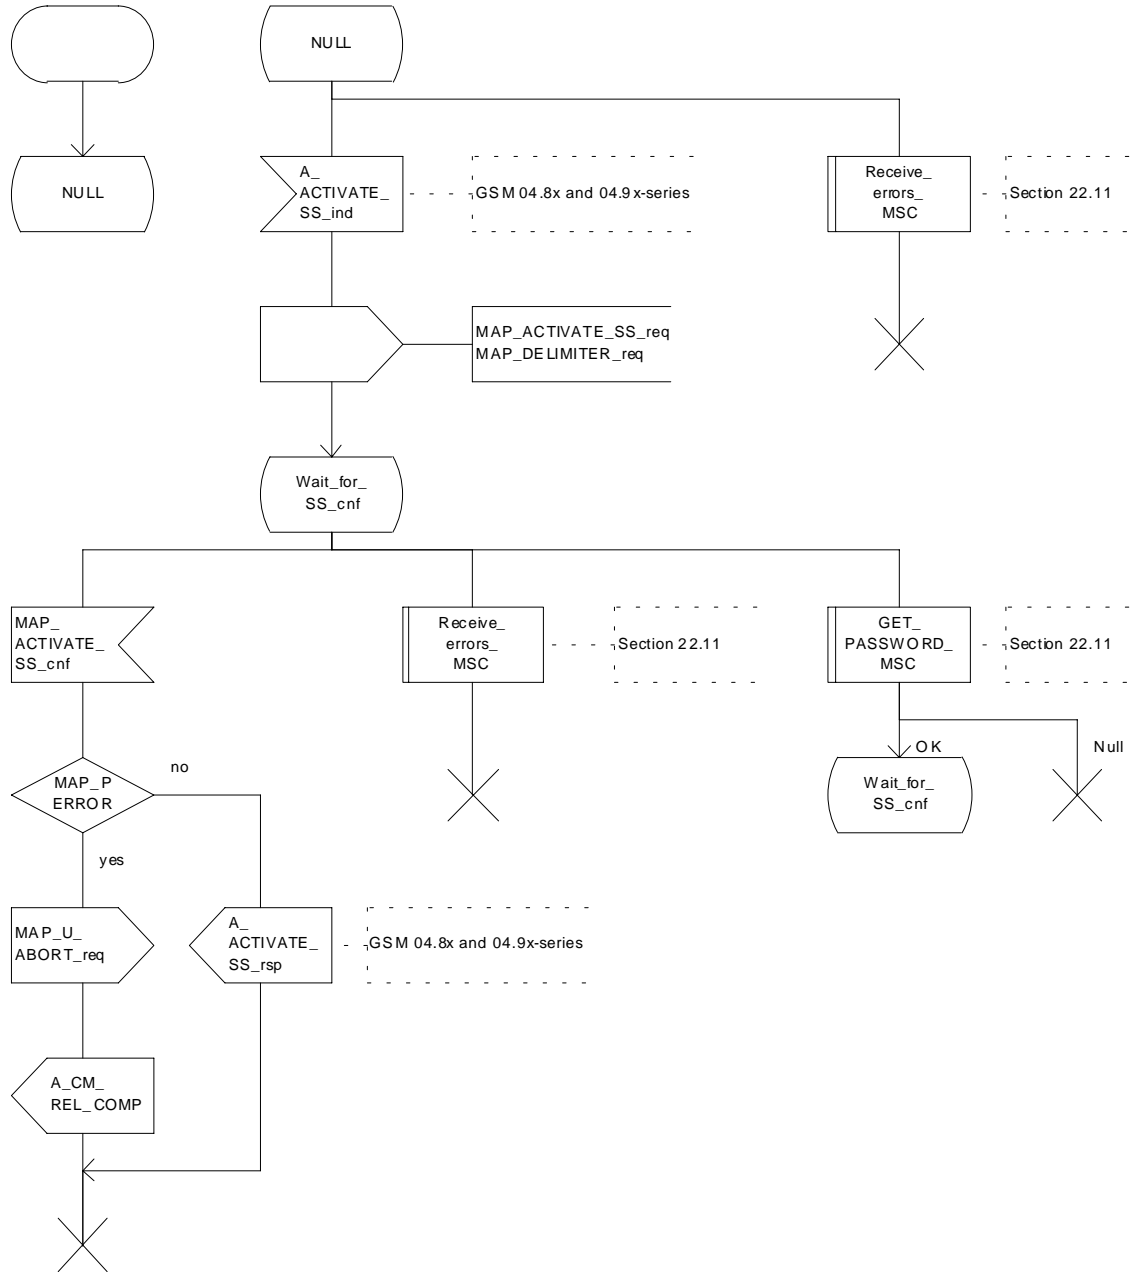 NULL
NULL
A_
ACTIVATE_
SS_ind
GSM 04.8x and 04.9x-series
Receive_
errors_
MSC
Section 22.11
MAP_ACTIVATE_SS_req
MAP_DELIMITER_req
Wait_for_
SS_cnf
MAP_
ACTIVATE_
SS_cnf
Receive_
errors_
MSC
Section 22.11
GET_
PASSWORD_
MSC
Section 22.11
OK
Null
MAP_P
ERROR
no
Wait_for_
SS_cnf
yes
MAP_U_
ABORT_req
A_
ACTIVATE_
SS_rsp
GSM 04.8x and 04.9x-series
A_CM_
REL_COMP